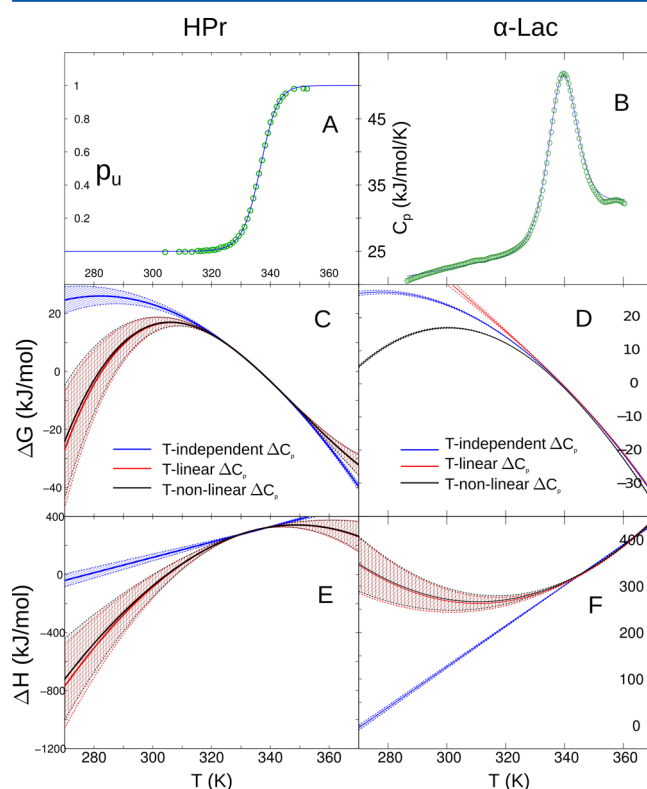 HPr α-Lac
1
0.8
0.6
0.4
0.2
p_u
A
280 300 320 340 360
C_p (kJ/mol/K)
45
35
25
B
ΔG (kJ/mol)
20
0
−20
−40
C
T-independent ΔC_p
T-linear ΔC_p
T-non-linear ΔC_p
D
20
10
0
−10
−20
−30
T-independent ΔC_p
T-linear ΔC_p
T-non-linear ΔC_p
ΔH (kJ/mol)
400
0
−400
−800
−1200
E
280 300 320 340 360
T (K)
F
400
300
200
100
0
280 300 320 340 360
T (K)